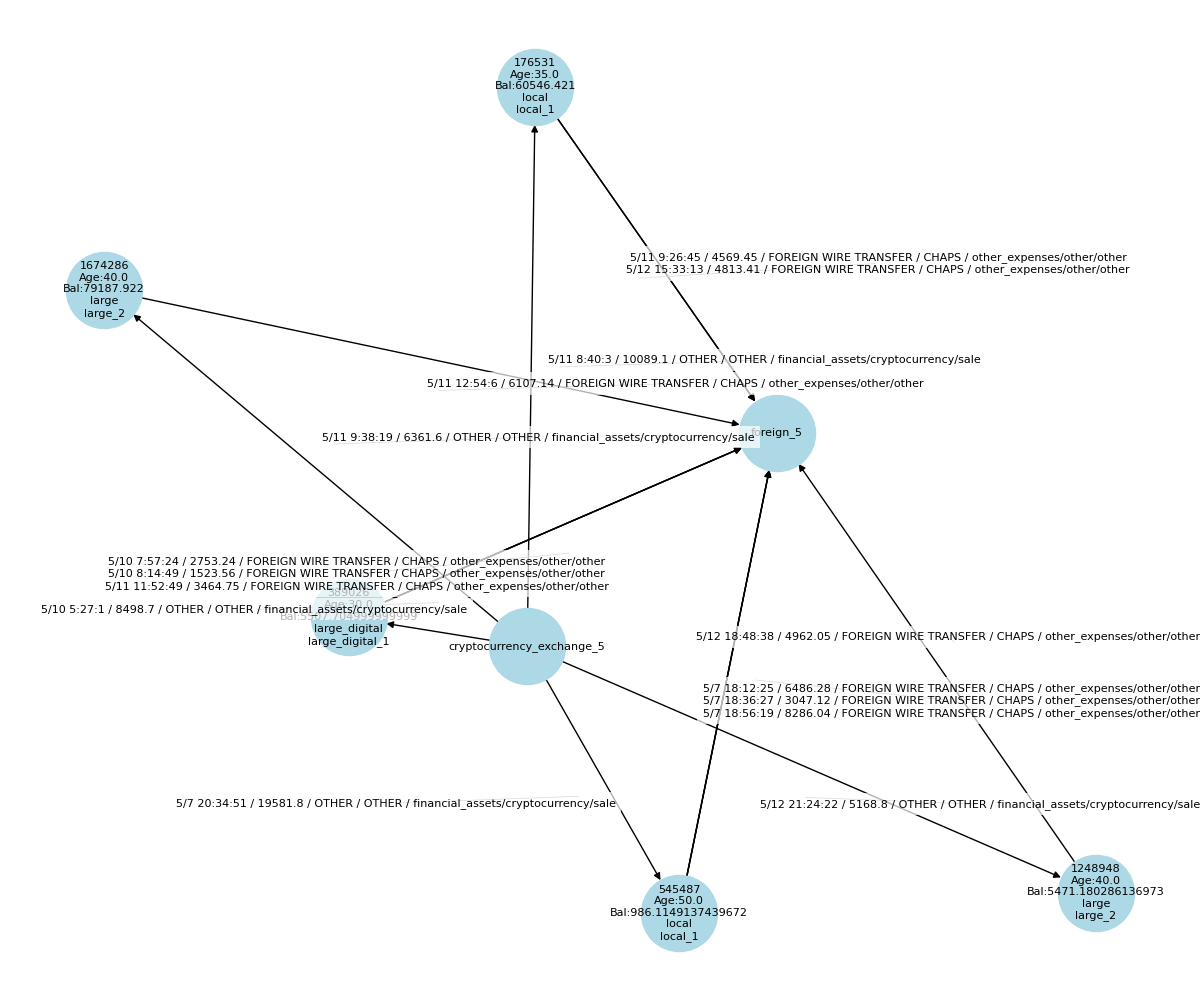 176531
Age:35.0
Bal:60546.421
local
local_1
5/11 9:26:45 / 4569.45 / FOREIGN WIRE TRANSFER / CHAPS / other_expenses/other/other
5/12 15:33:13 / 4813.41 / FOREIGN WIRE TRANSFER / CHAPS / other_expenses/other/other
1674286
Age:40.0
Bal:79187.922
large
large_2
5/11 8:40:3 / 10089.1 / OTHER / OTHER / financial_assets/cryptocurrency/sale
5/11 12:54:6 / 6107.14 / FOREIGN WIRE TRANSFER / CHAPS / other_expenses/other/other
foreign_5
5/11 9:38:19 / 6361.6 / OTHER / OTHER / financial_assets/cryptocurrency/sale
5/10 7:57:24 / 2753.24 / FOREIGN WIRE TRANSFER / CHAPS / other_expenses/other/other
5/10 8:14:49 / 1523.56 / FOREIGN WIRE TRANSFER / CHAPS / other_expenses/other/other
5/11 11:52:49 / 3464.75 / FOREIGN WIRE TRANSFER / CHAPS / other_expenses/other/other
389026
Age:30.0
5/10 5:27:1 / 8498.7 / OTHER / OTHER / financial_assets/cryptocurrency/sale
large_digital
large_digital_1
cryptocurrency_exchange_5
5/12 18:48:38 / 4962.05 / FOREIGN WIRE TRANSFER / CHAPS / other_expenses/other/other
5/7 18:12:25 / 6486.28 / FOREIGN WIRE TRANSFER / CHAPS / other_expenses/other/other
5/7 18:36:27 / 3047.12 / FOREIGN WIRE TRANSFER / CHAPS / other_expenses/other/other
5/7 18:56:19 / 8286.04 / FOREIGN WIRE TRANSFER / CHAPS / other_expenses/other/other
5/7 20:34:51 / 19581.8 / OTHER / OTHER / financial_assets/cryptocurrency/sale
5/12 21:24:22 / 5168.8 / OTHER / OTHER / financial_assets/cryptocurrency/sale
545487
Age:50.0
Bal:986.1149137439672
local
local_1
1248948
Age:40.0
Bal:5471.180286136973
large
large_2